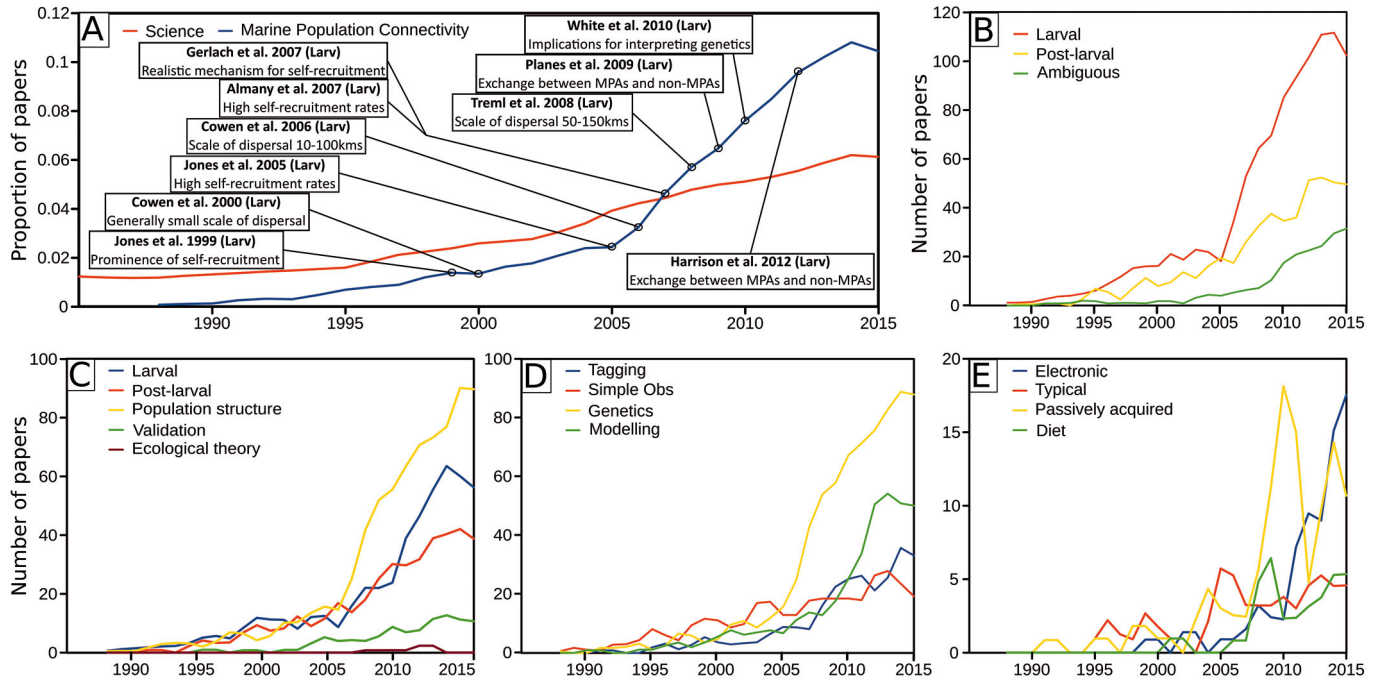 A
Science
Marine Population Connectivity
Proportion of papers
0.12
0.1
0.08
0.06
0.04
0.02
0
Gerlach et al. 2007 (Larv)
Realistic mechanism for self-recruitment
Almany et al. 2007 (Larv)
High self-recruitment rates
Cowen et al. 2006 (Larv)
Scale of dispersal 10-100kms
Jones et al. 2005 (Larv)
High self-recruitment rates
Cowen et al. 2000 (Larv)
Generally small scale of dispersal
Jones et al. 1999 (Larv)
Prominence of self-recruitment
White et al. 2010 (Larv)
Implications for interpreting genetics
Planes et al. 2009 (Larv)
Exchange between MPAs and non-MPAs
Treml et al. 2008 (Larv)
Scale of dispersal 50-150kms
Harrison et al. 2012 (Larv)
Exchange between MPAs and non-MPAs
1990 1995 2000 2005 2010 2015
B
Larval
Post-larval
Ambiguous
Number of papers
120
100
80
60
40
20
0
1990 1995 2000 2005 2010 2015
C
Larval
Post-larval
Population structure
Validation
Ecological theory
Number of papers
100
80
60
40
20
0
1990 1995 2000 2005 2010 2015
D
Tagging
Simple Obs
Genetics
Modelling
100
80
60
40
20
0
1990 1995 2000 2005 2010 2015
E
Electronic
Typical
Passively acquired
Diet
20
15
10
5
0
1990 1995 2000 2005 2010 2015